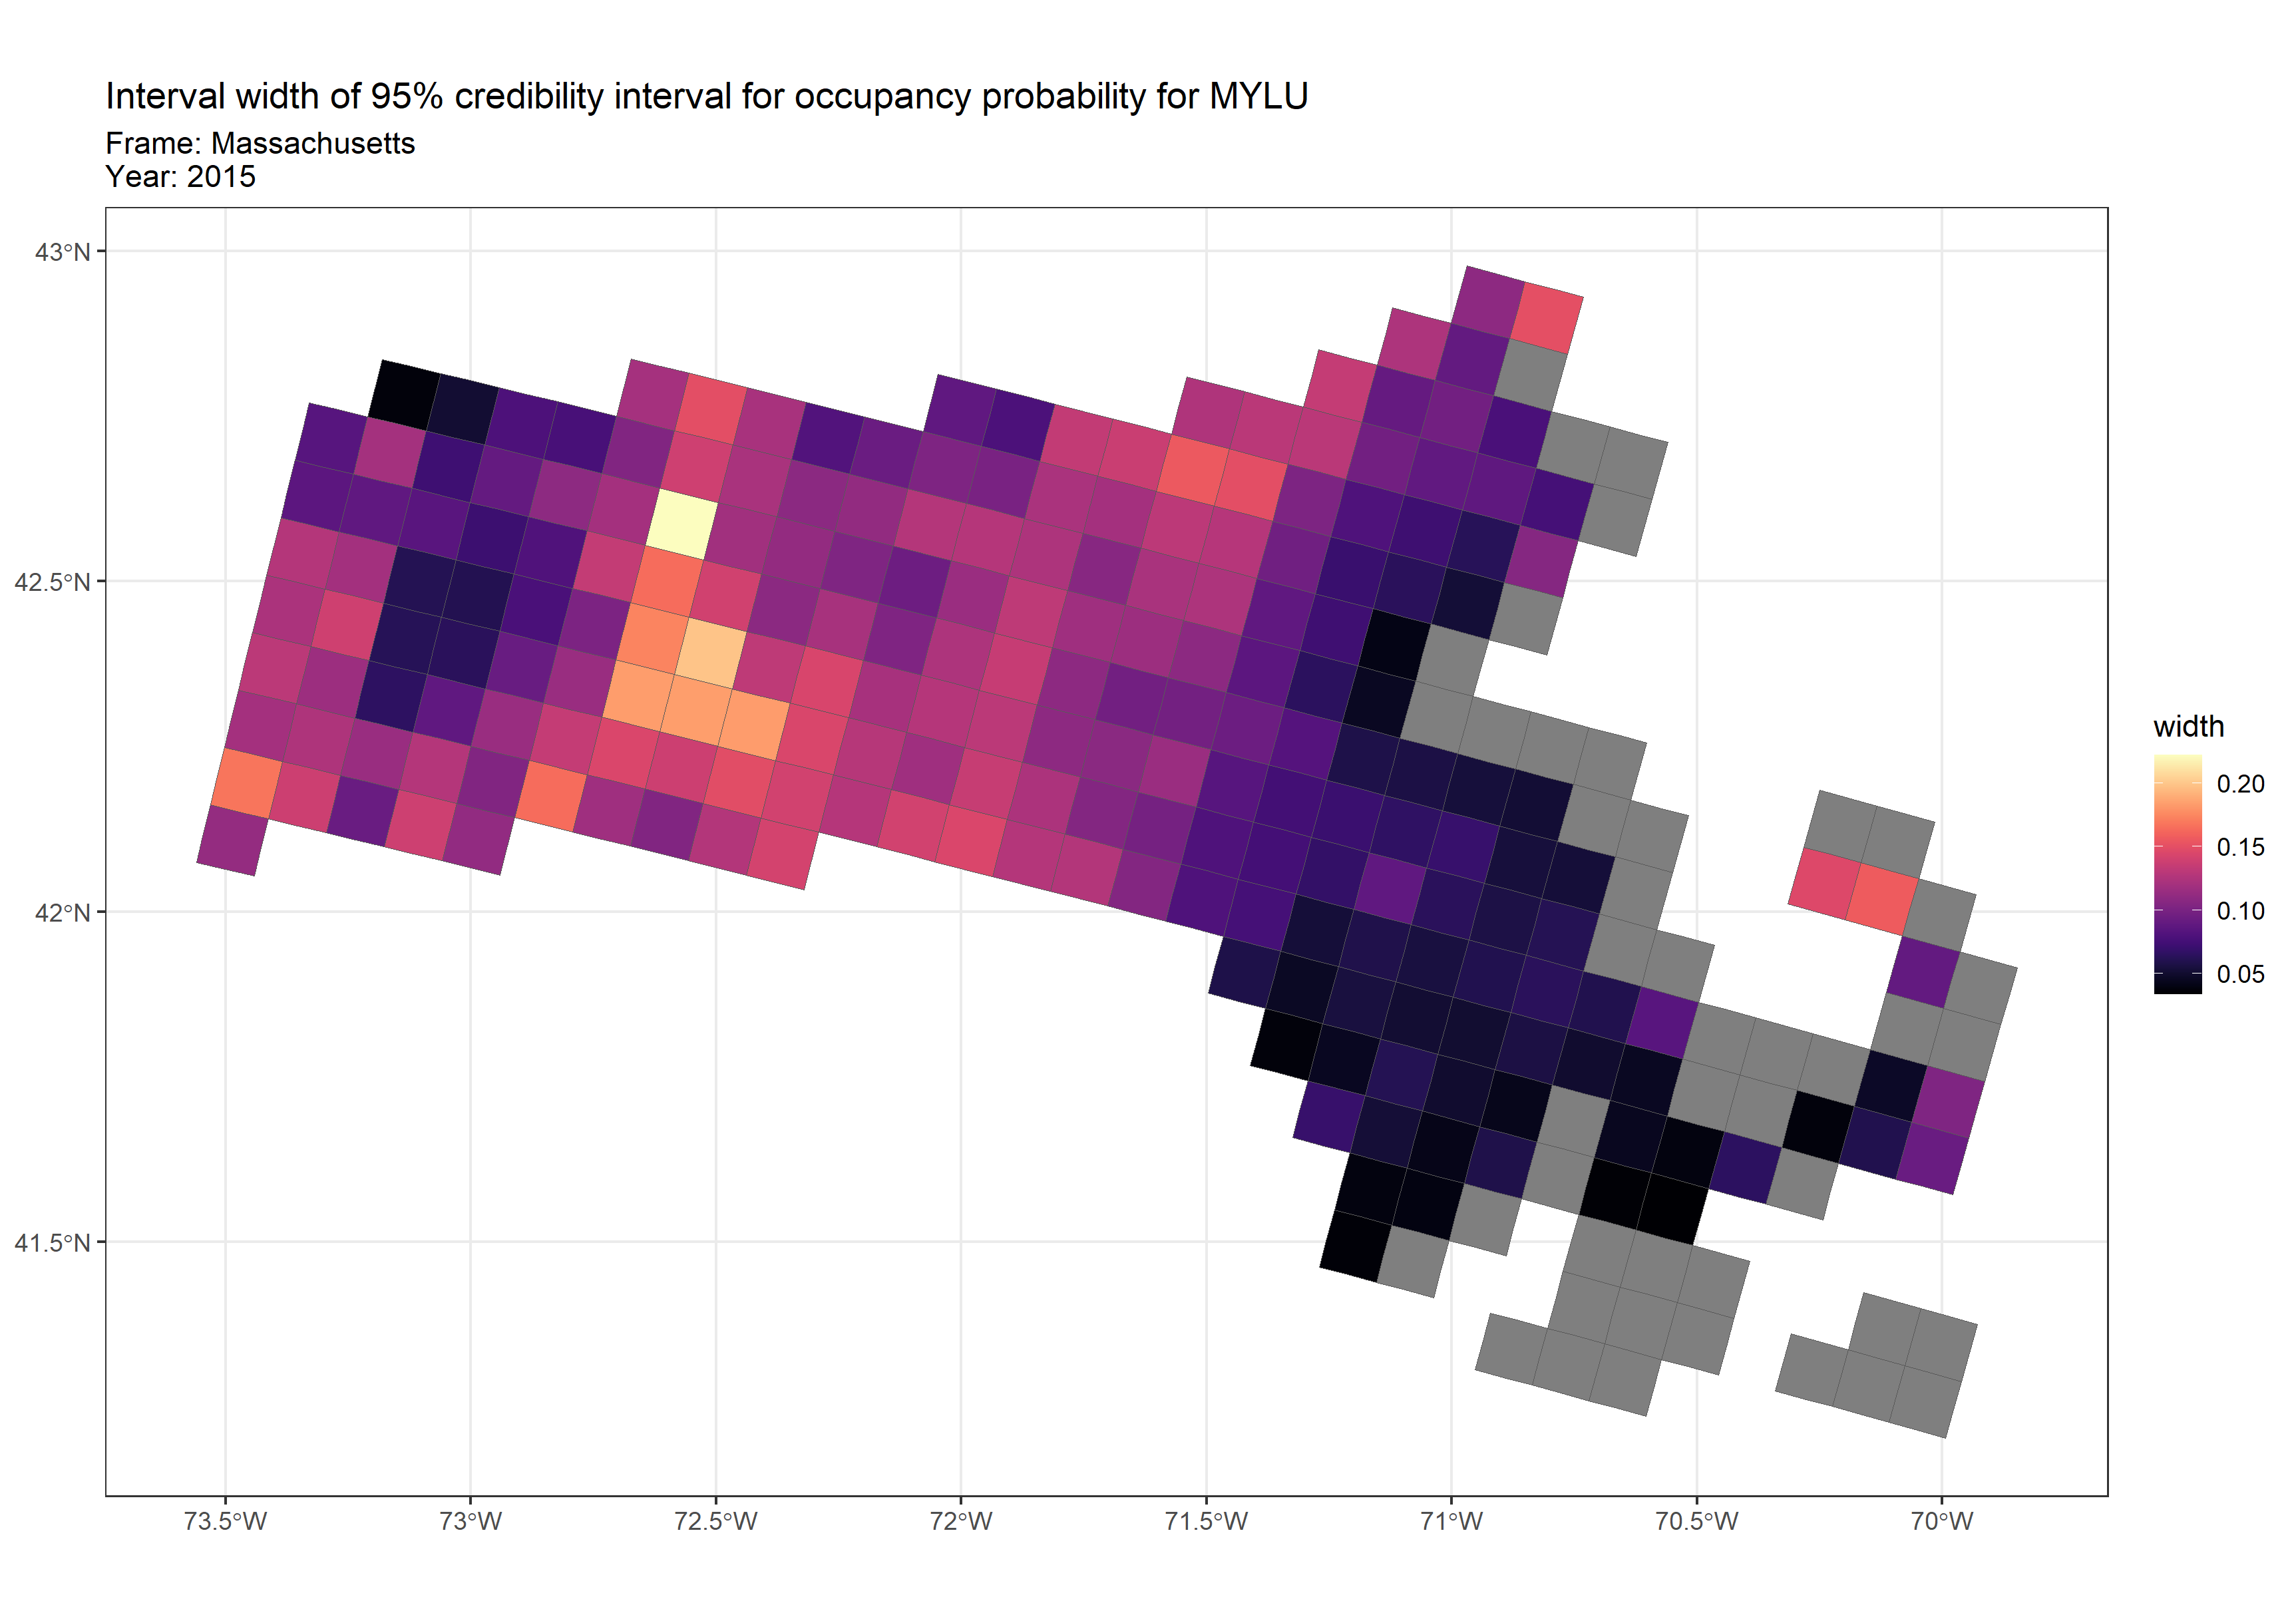 Interval width of 95% credibility interval for occupancy probability for MYLU
Frame: Massachusetts
Year: 2015
43°N
42.5°N
42°N
41.5°N
73.5°W
73°W
72.5°W
72°W
71.5°W
71°W
70.5°W
70°W
width
0.20
0.15
0.10
0.05